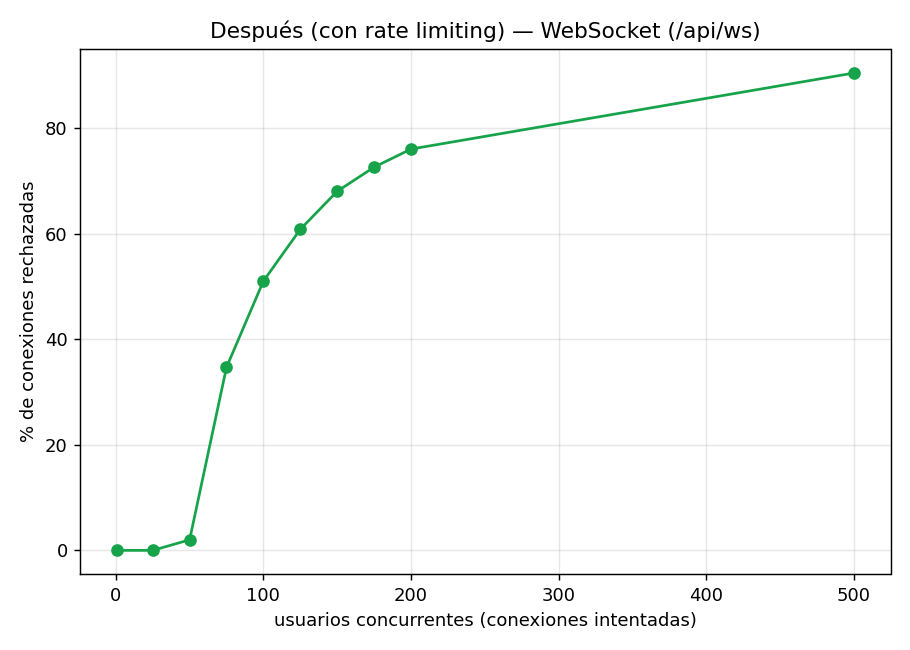 Después (con rate limiting) — WebSocket (/api/ws)
% de conexiones rechazadas
80
60
40
20
0
0 100 200 300 400 500
usuarios concurrentes (conexiones intentadas)